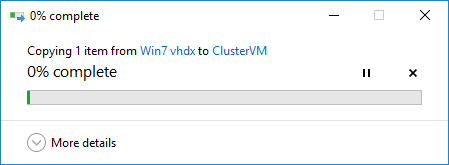 0% complete
Copying 1 item from Win7 vhdx to ClusterVM
0% complete
More details